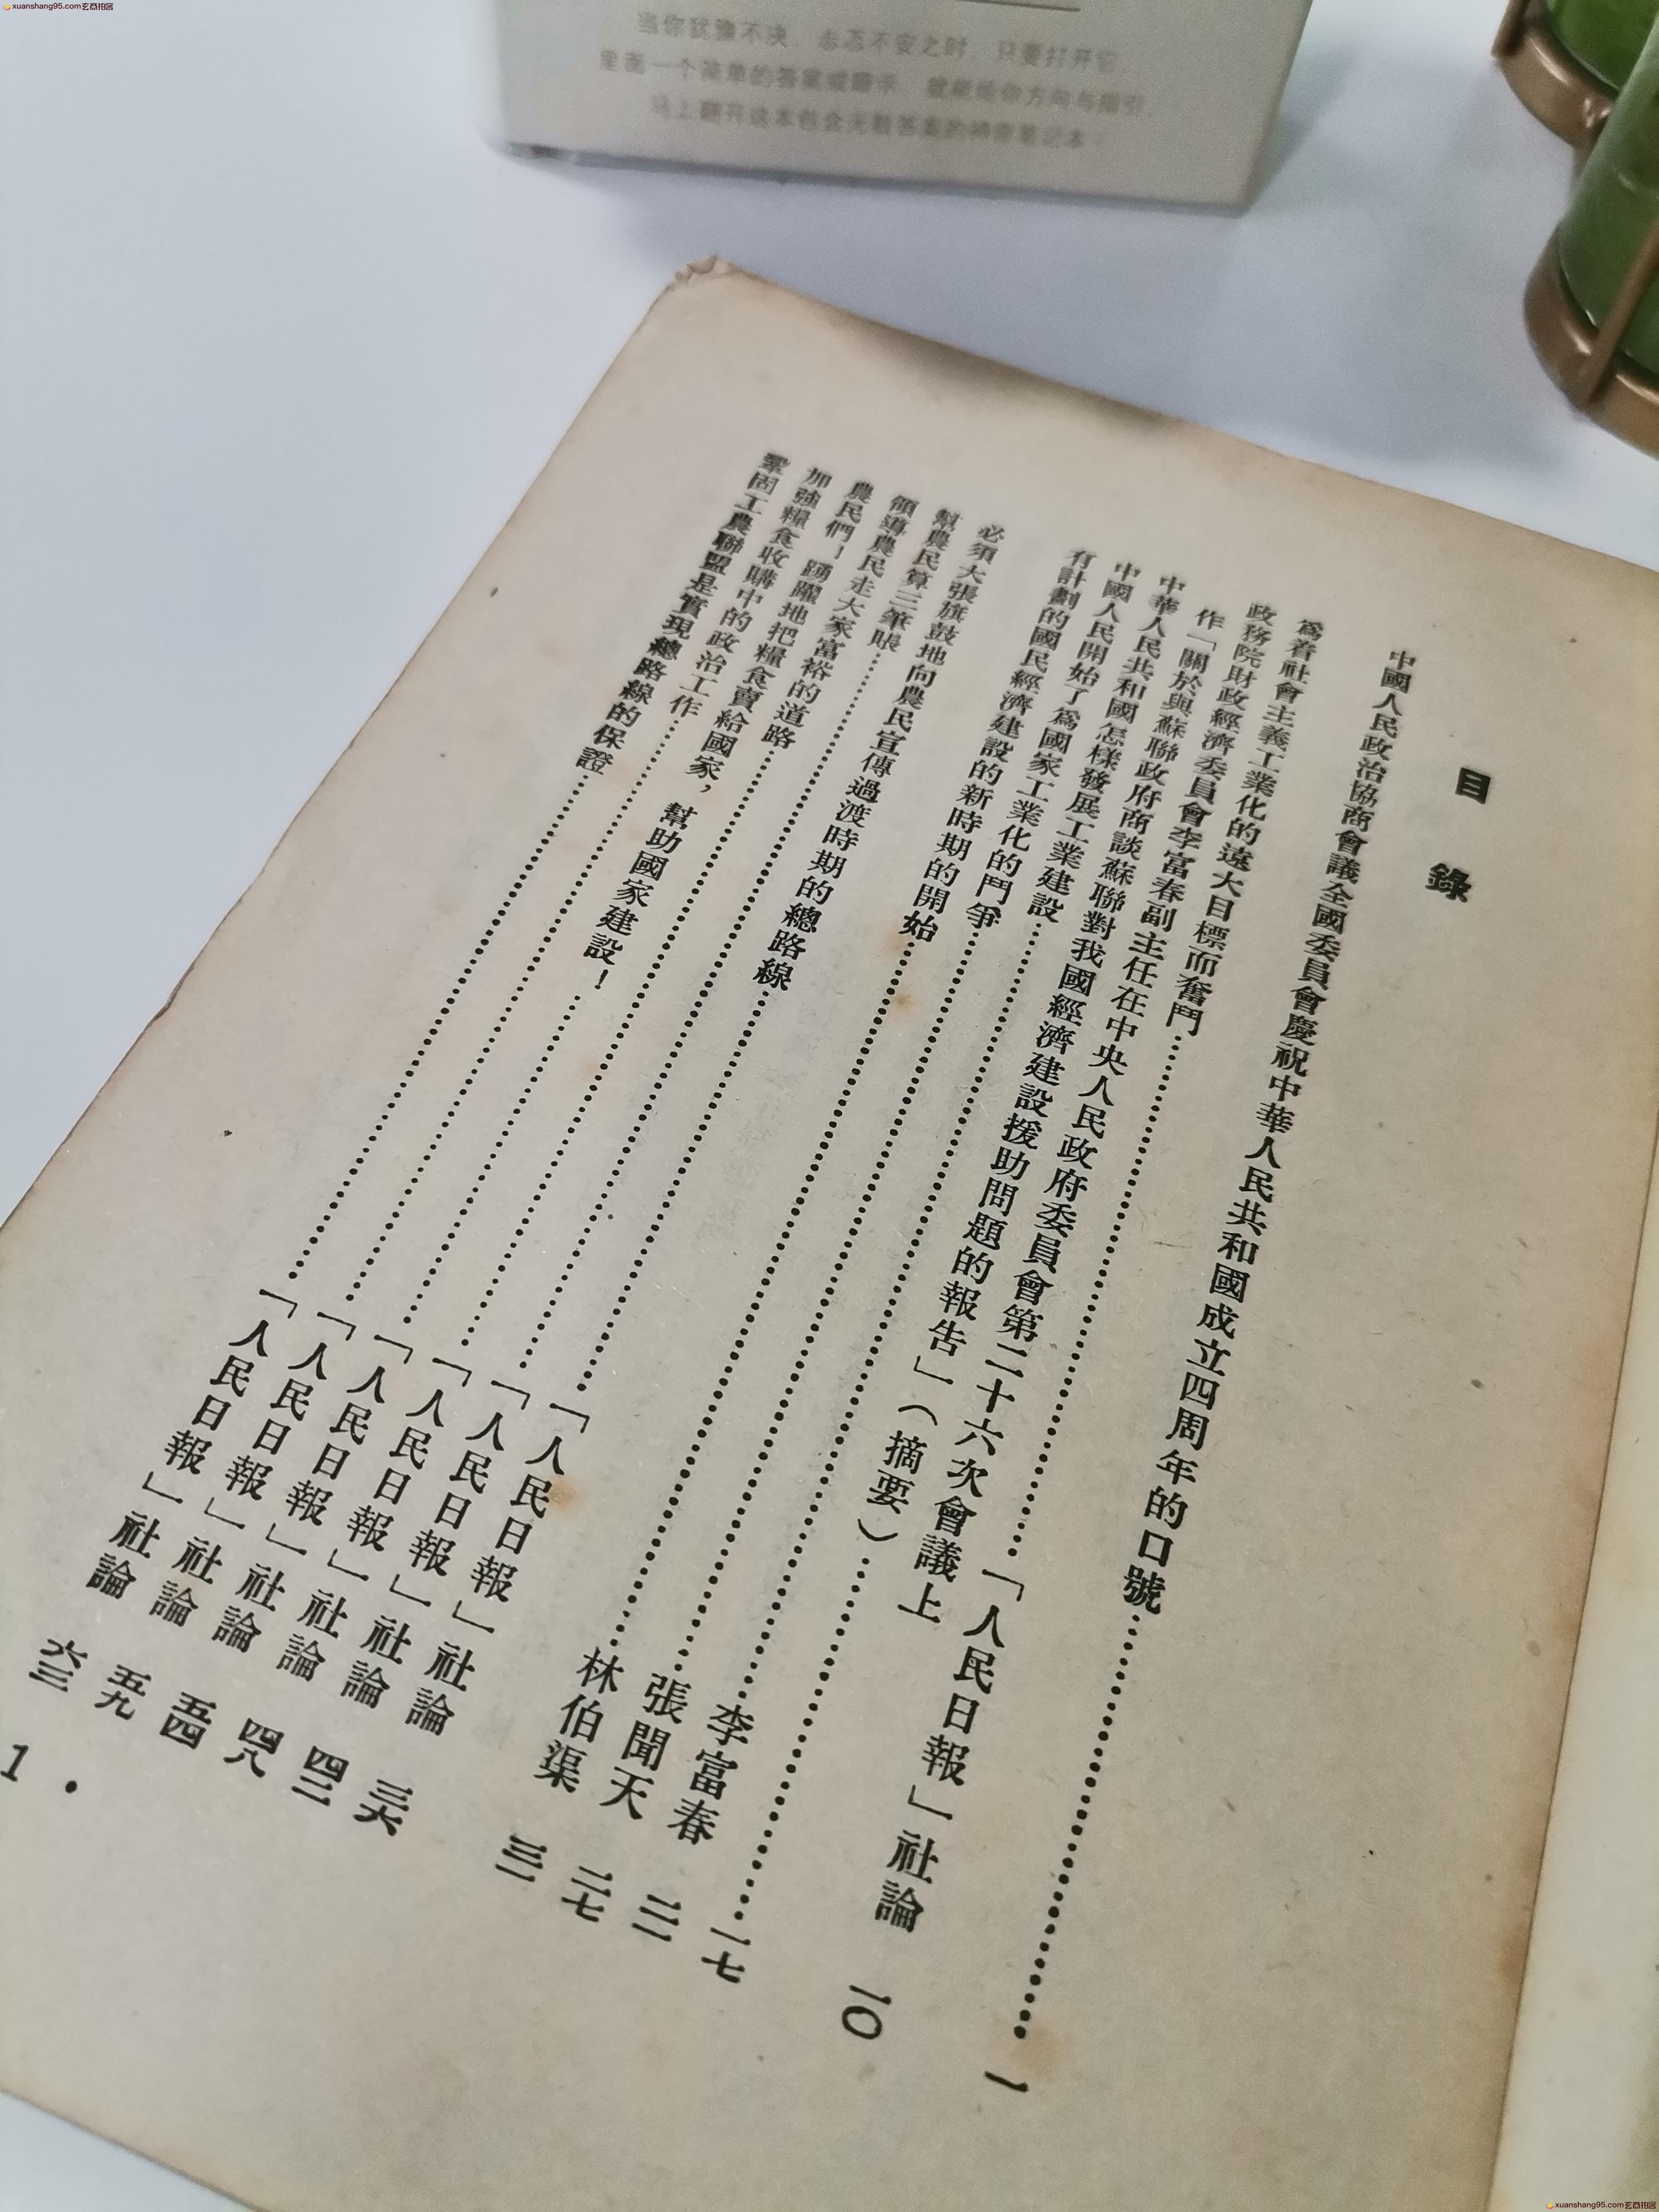 xuanshang95.com玄商拍客
当你犹豫不决、忐忑不安之时，只要打开它，
里面一个简单的答案或暗示，就能给你方向与指引，
马上翻开这本包含无数答案的神奇笔记本！
目錄
中國人民政治協商會議全國委員會慶祝中華人民共和國成立四周年的口號……一
爲着社會主義工業化的遠大目標而奮鬥……「人民日報」社論 一〇
政務院財政經濟委員會李富春副主任在中央人民政府委員會第二十六次會議上
作「關於與蘇聯政府商談蘇聯對我國經濟建設援助問題的報告」（摘要）……一七
中華人民共和國怎樣發展工業建設……李富春 二二
中國人民開始了爲國家工業化的鬥爭……張聞天 二七
有計劃的國民經濟建設的新時期的開始……林伯渠 三一
必須大張旗鼓地向農民宣傳過渡時期的總路線……「人民日報」社論 三六
幫農民算三筆賬……「人民日報」社論 四二
領導農民走大家富裕的道路……「人民日報」社論 四八
農民們！踴躍地把糧食賣給國家，幫助國家建設！……「人民日報」社論 五四
加強糧食收購中的政治工作……「人民日報」社論 五九
鞏固工農聯盟是實現總路線的保證……「人民日報」社論 六三
1 ·
xuanshang95.com玄商拍客